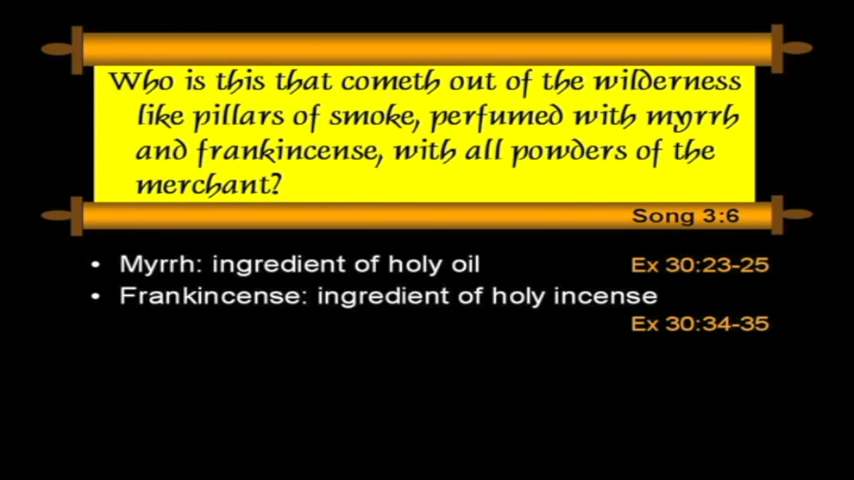 Who is this that cometh out of the wilderness
like pillars of smoke, perfumed with myrrh
and frankincense, with all powders of the
merchant?
Song 3:6
• Myrrh: ingredient of holy oil Ex 30:23-25
• Frankincense: ingredient of holy incense
Ex 30:34-35